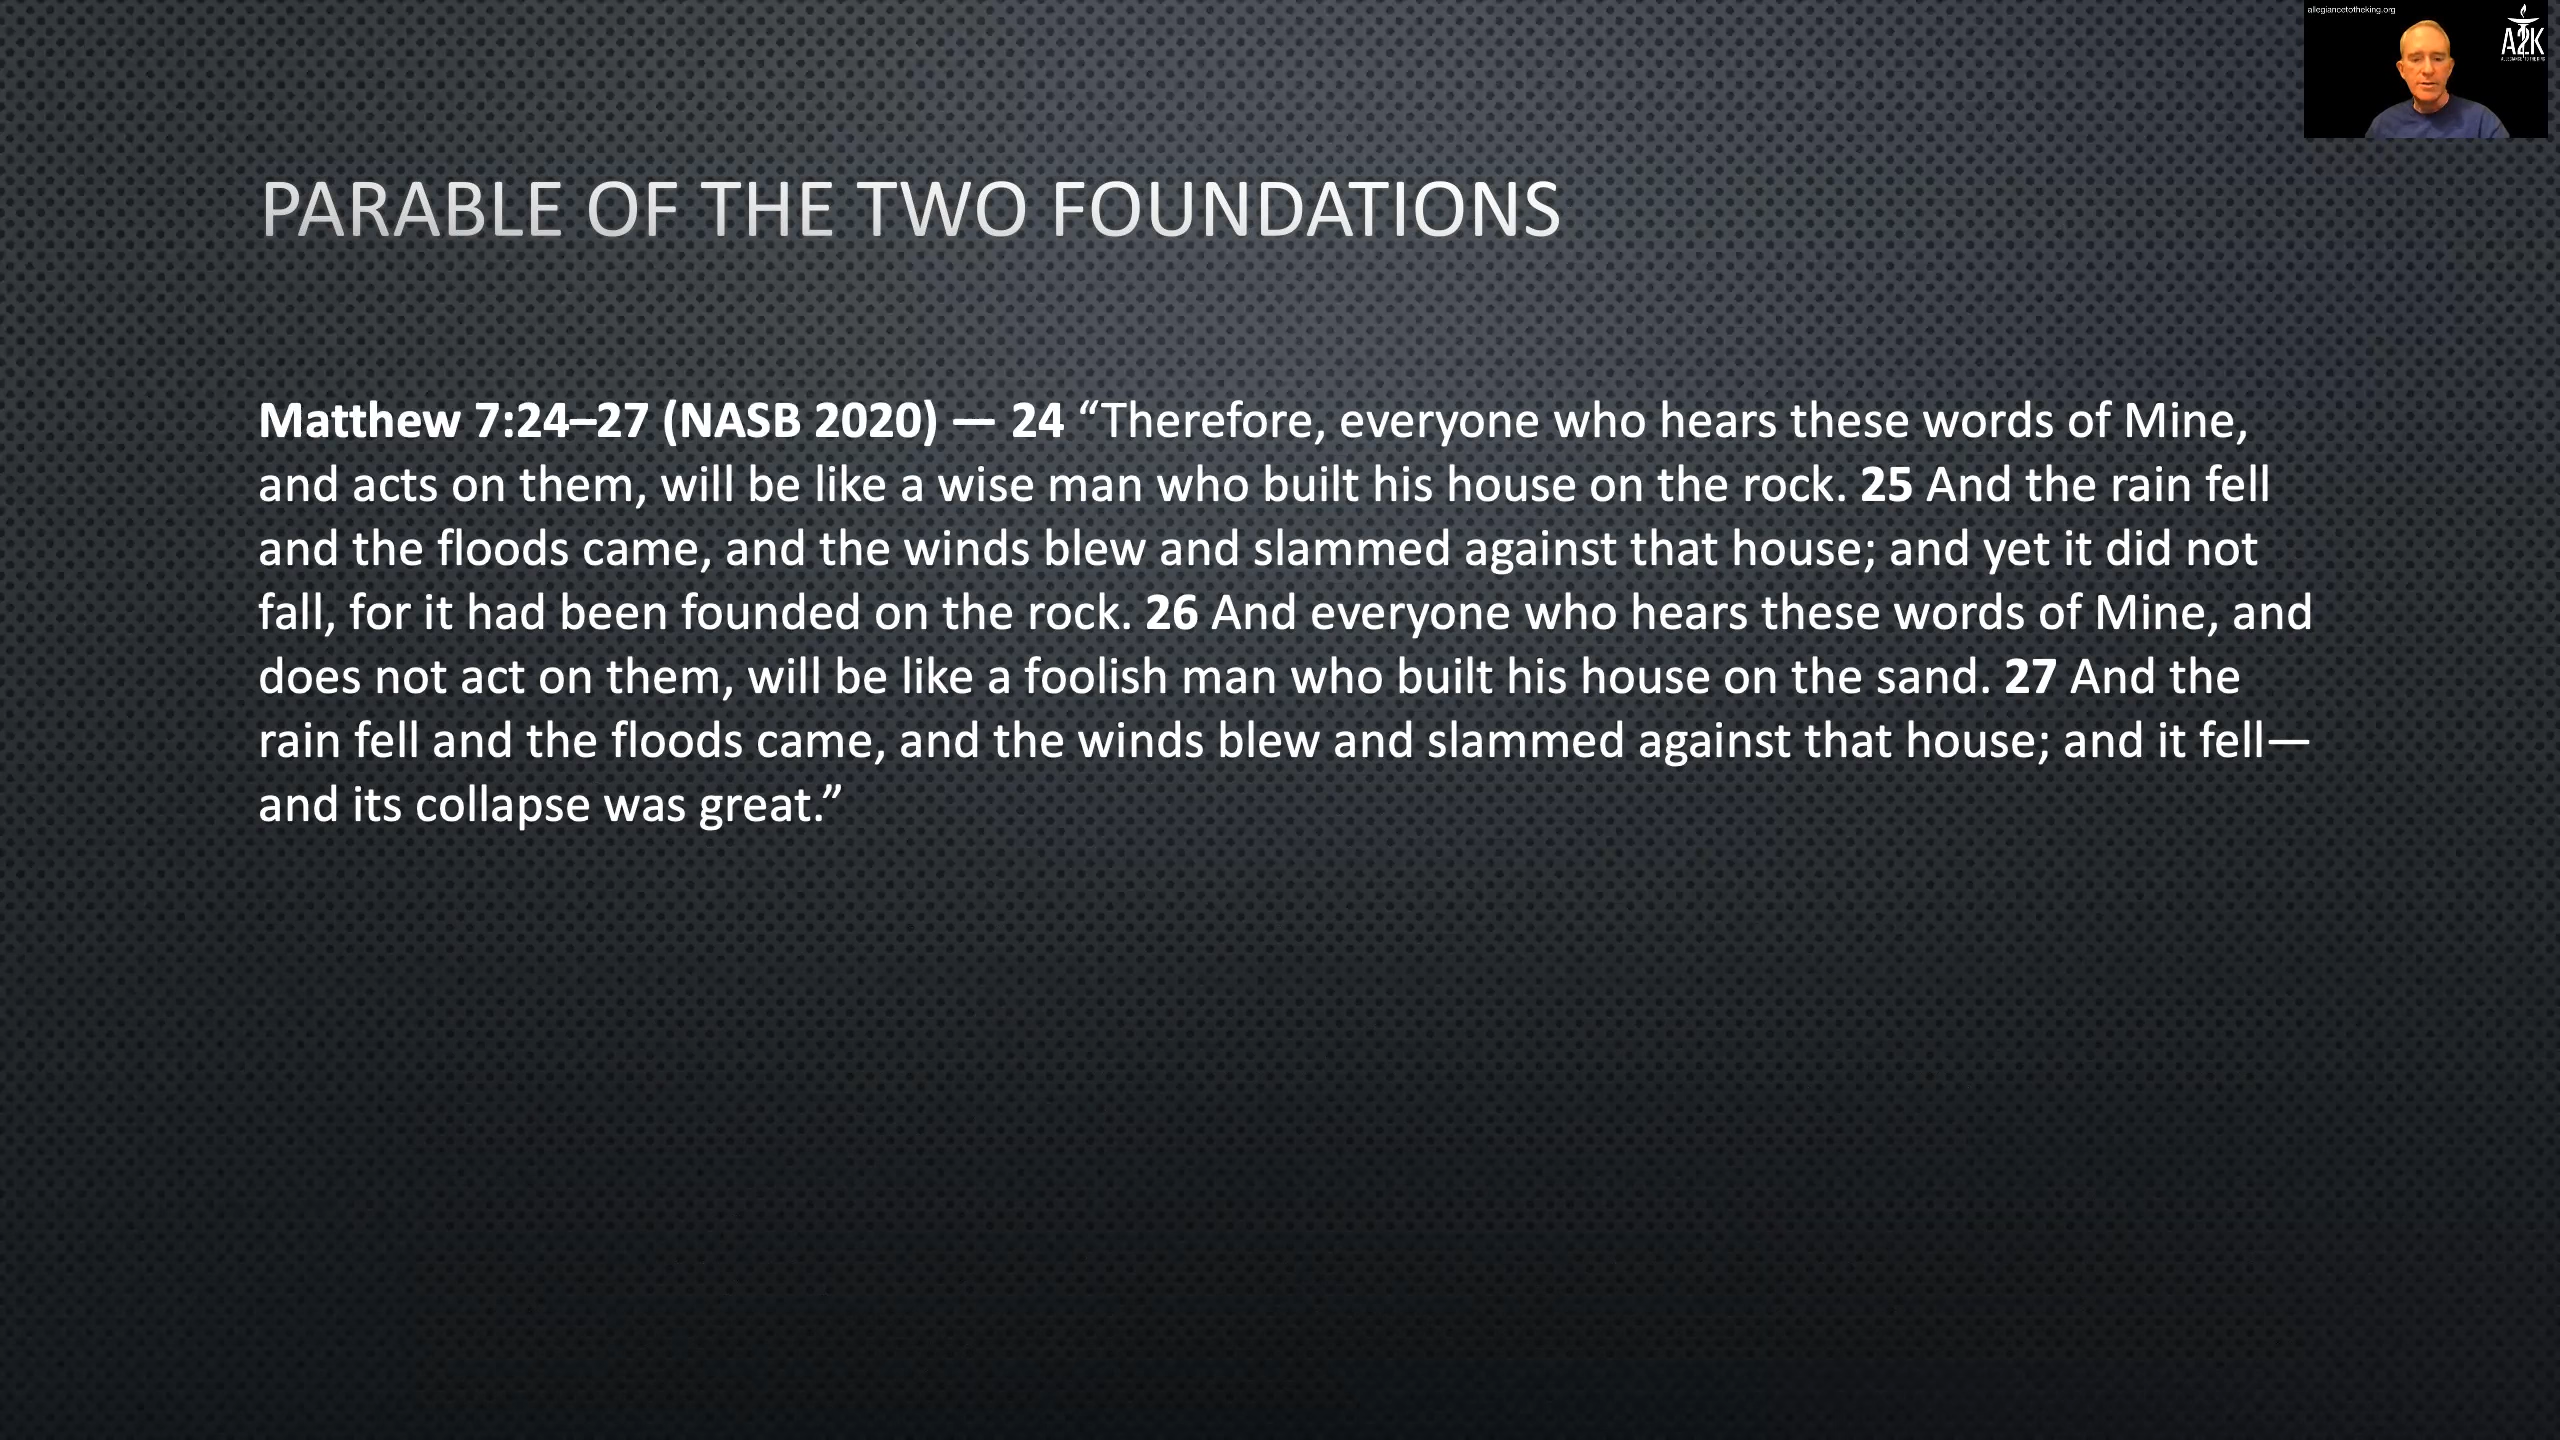 allegiancetotheking.org
A2K
PARABLE OF THE TWO FOUNDATIONS
Matthew 7:24–27 (NASB 2020) — 24 “Therefore, everyone who hears these words of Mine,
and acts on them, will be like a wise man who built his house on the rock. 25 And the rain fell
and the floods came, and the winds blew and slammed against that house; and yet it did not
fall, for it had been founded on the rock. 26 And everyone who hears these words of Mine, and
does not act on them, will be like a foolish man who built his house on the sand. 27 And the
rain fell and the floods came, and the winds blew and slammed against that house; and it fell—
and its collapse was great.”